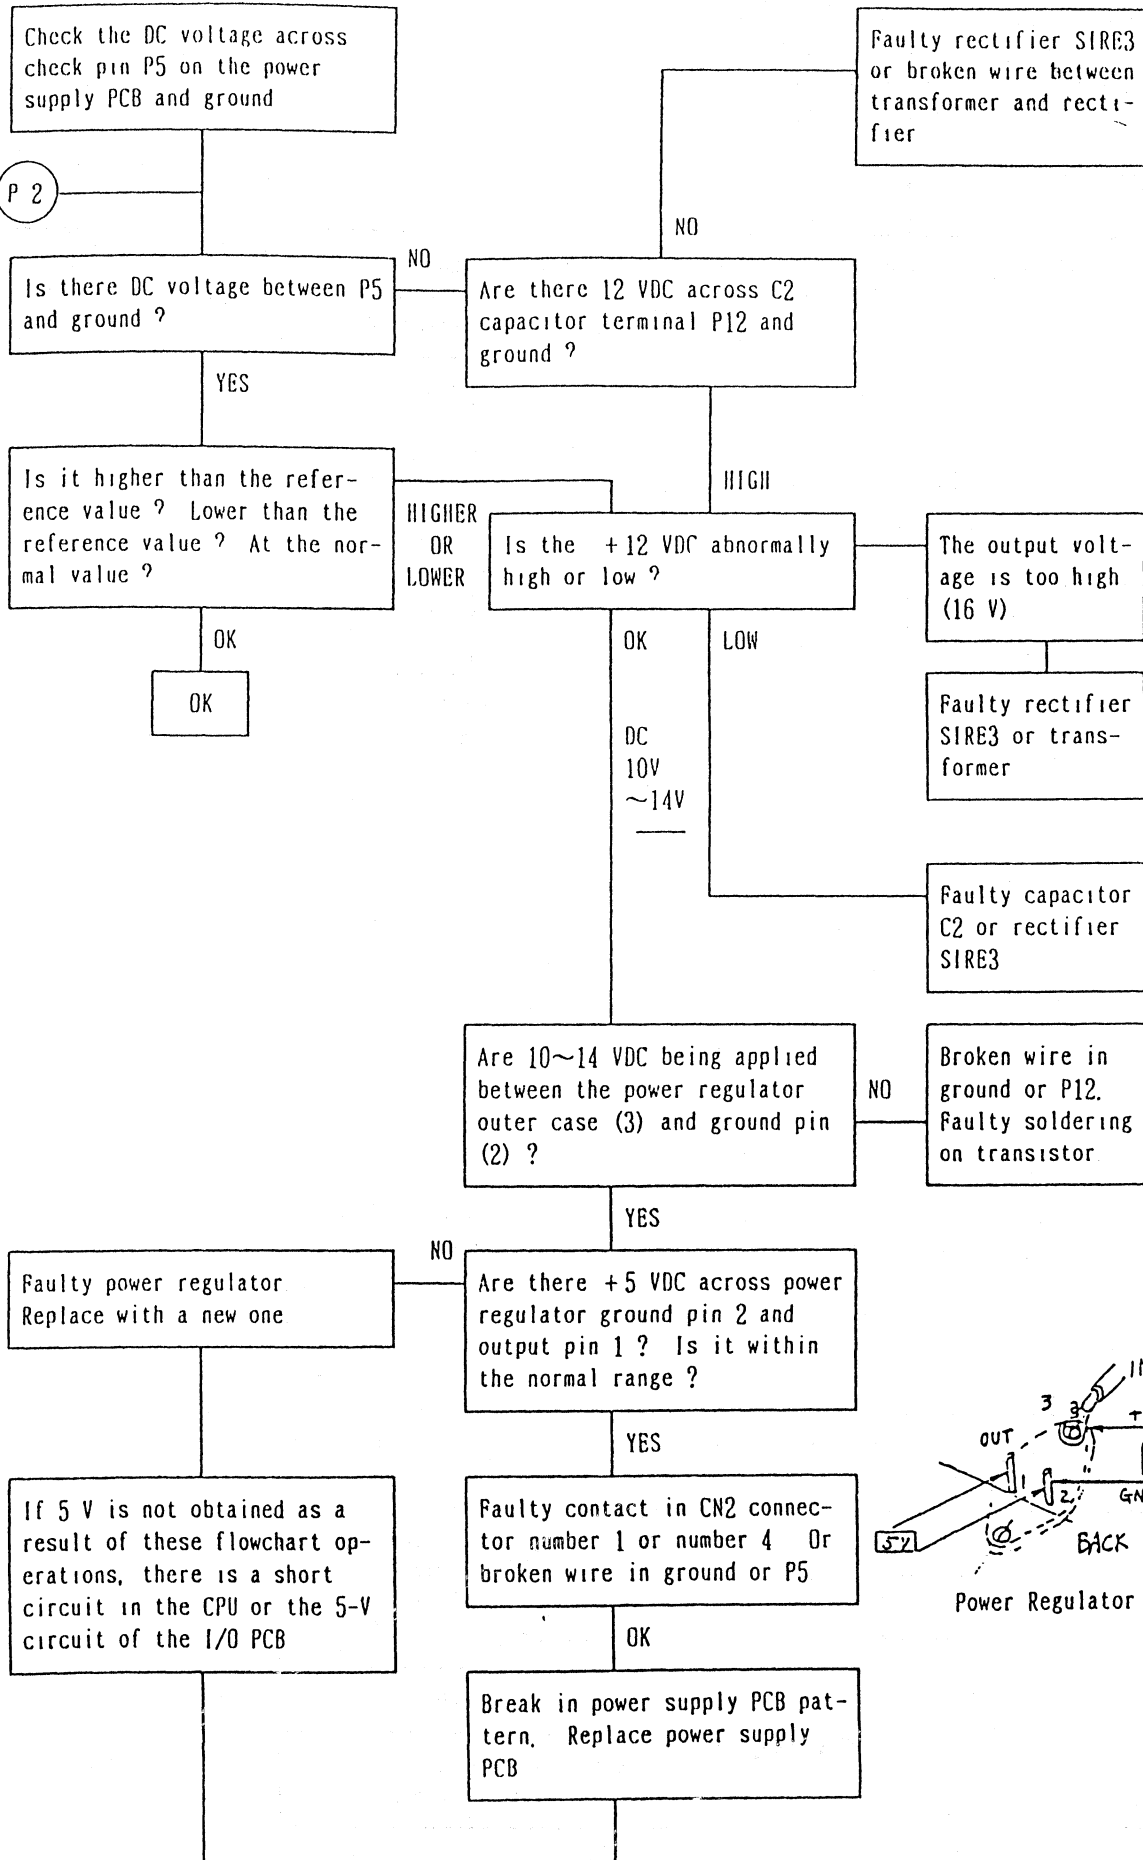 Check the DC voltage across
check pin P5 on the power
supply PCB and ground
Faulty rectifier SIRE3
or broken wire between
transformer and recti-
fier
P 2
NO
NO
Is there DC voltage between P5
and ground ?
Are there 12 VDC across C2
capacitor terminal P12 and
ground ?
YES
HIGH
Is it higher than the refer-
ence value ? Lower than the
reference value ? At the nor-
mal value ?
HIGHER
OR
LOWER
Is the +12 VDC abnormally
high or low ?
The output volt-
age is too high
(16 V)
OK
OK
LOW
OK
DC
10V
~14V
Faulty rectifier
SIRE3 or trans-
former
Faulty capacitor
C2 or rectifier
SIRE3
Are 10~14 VDC being applied
between the power regulator
outer case (3) and ground pin
(2) ?
NO
Broken wire in
ground or P12.
Faulty soldering
on transistor
YES
NO
Faulty power regulator
Replace with a new one
Are there +5 VDC across power
regulator ground pin 2 and
output pin 1 ? Is it within
the normal range ?
YES
If 5 V is not obtained as a
result of these flowchart op-
erations, there is a short
circuit in the CPU or the 5-V
circuit of the I/O PCB
Faulty contact in CN2 connec-
tor number 1 or number 4 Or
broken wire in ground or P5
3 3
OUT
1
2
5V
BACK
Power Regulator
OK
Break in power supply PCB pat-
tern. Replace power supply
PCB